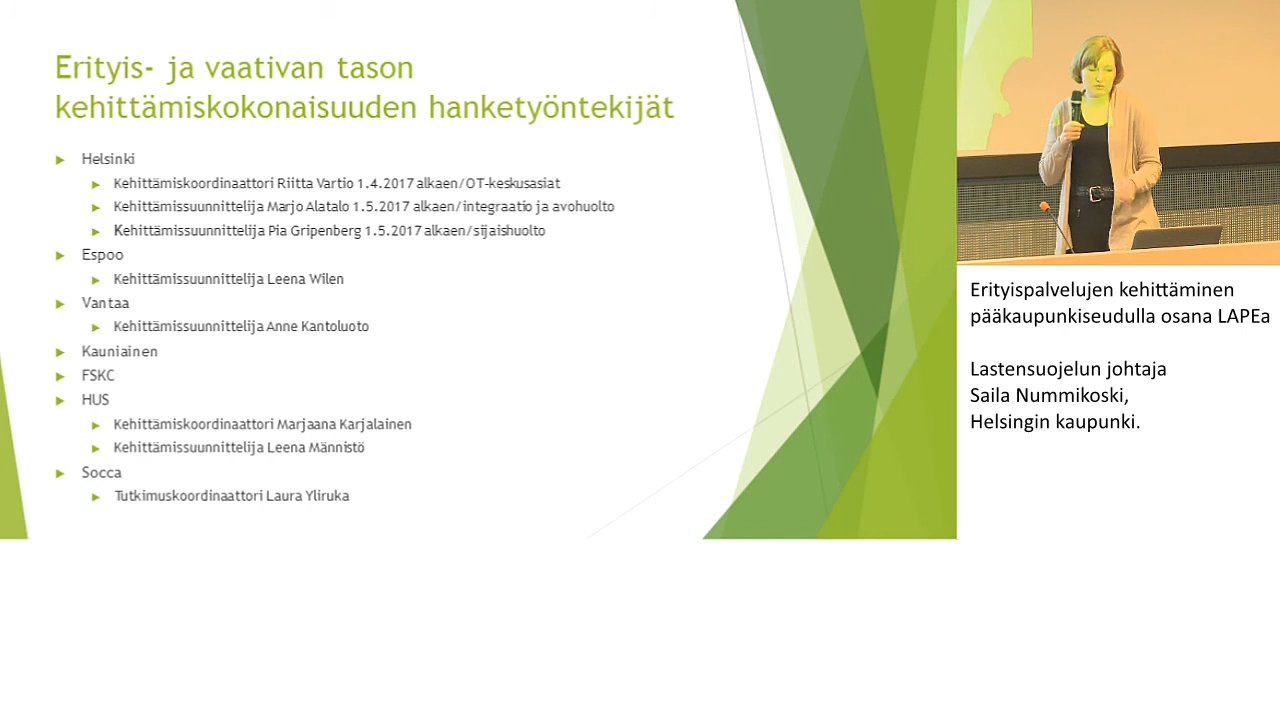 Erityis- ja vaativan tason
kehittämiskokonaisuuden hanketyöntekijät
Helsinki
Kehittämiskoordinaattori Riitta Vartio 1.4.2017 alkaen/OT-keskusasiat
Kehittämissuunnittelija Marjo Alatalo 1.5.2017 alkaen/integraatio ja avohuolto
Kehittämissuunnittelija Pia Gripenberg 1.5.2017 alkaen/sijaishuolto
Espoo
Kehittämissuunnittelija Leena Wilen
Vantaa
Kehittämissuunnittelija Anne Kantoluoto
Kauniainen
FSKC
HUS
Kehittämiskoordinaattori Marjaana Karjalainen
Kehittämissuunnittelija Leena Männistö
Socca
Tutkimuskoordinaattori Laura Yliruka
Erityispalvelujen kehittäminen
pääkaupunkiseudulla osana LAPEa
Lastensuojelun johtaja
Saila Nummikoski,
Helsingin kaupunki.